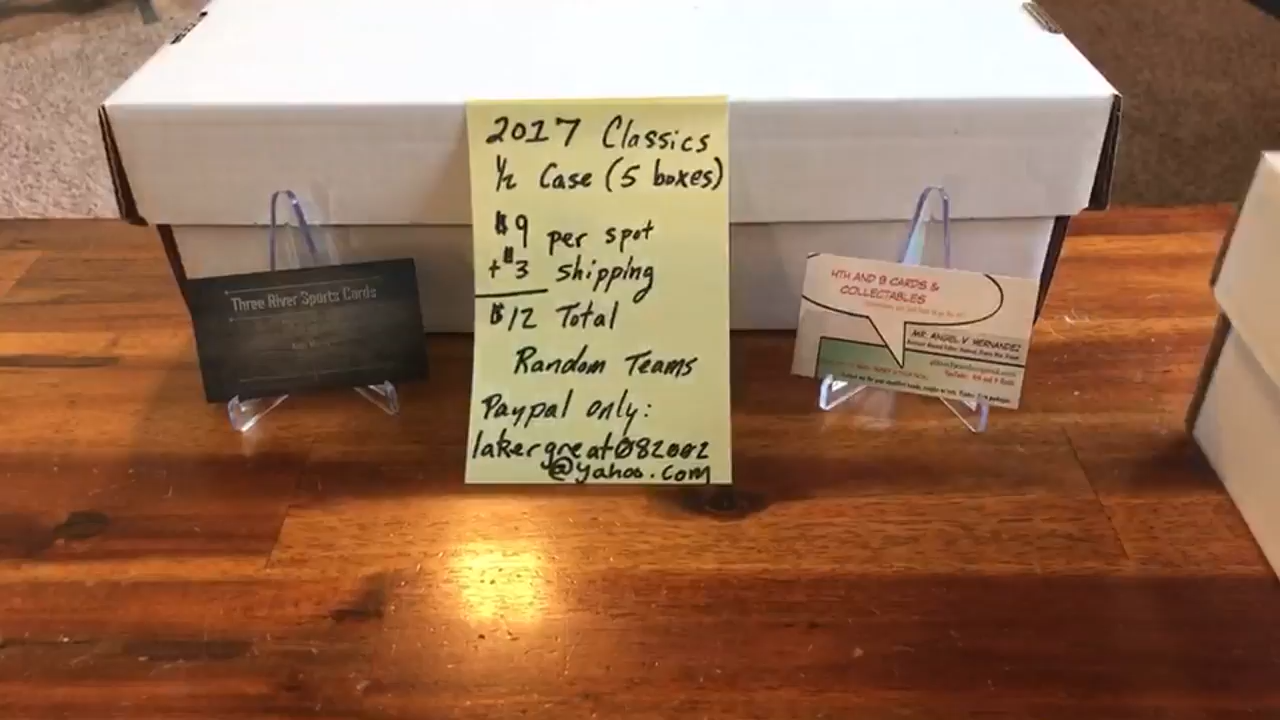 2017 Classics
1/2 Case (5 boxes)
$9 per spot
+$3 shipping
$12 Total
Random Teams
Paypal only:
lakergreat082002
@yahoo.com
Three River Sports Cards
4TH AND 9 CARDS &
COLLECTABLES
MR. ANGEL V. HERNANDEZ